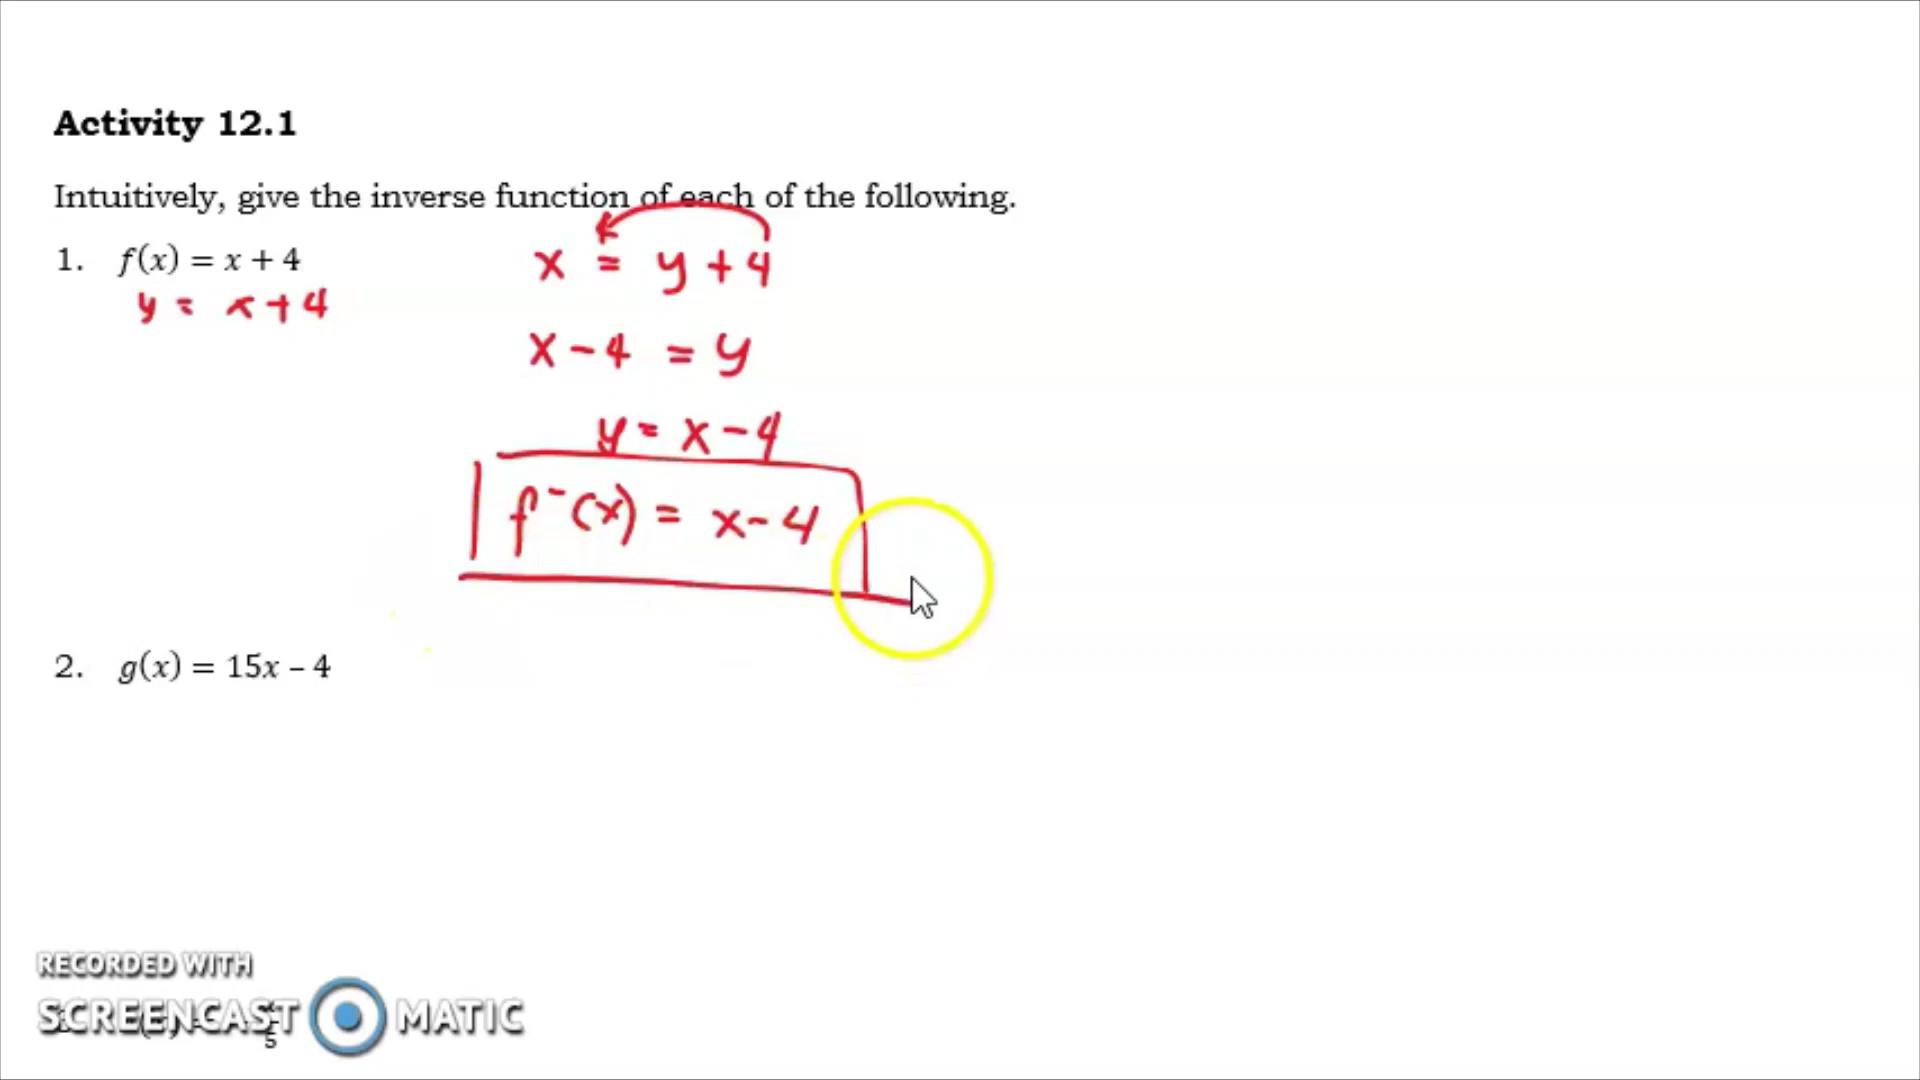 Activity 12.1
Intuitively, give the inverse function of each of the following.
1. f(x) = x + 4
y = x + 4
x = y + 4
x - 4 = y
y = x - 4
f⁻(x) = x - 4
2. g(x) = 15x – 4
RECORDED WITH
SCREENCAST MATIC
5